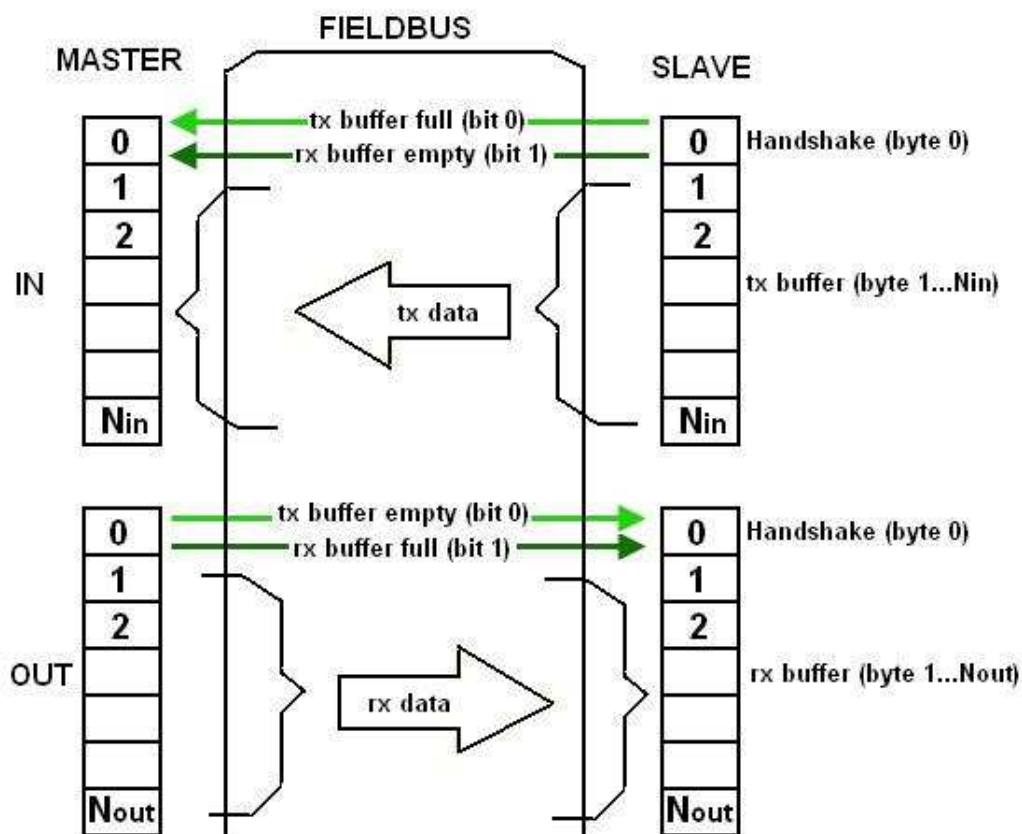 FIELDBUS
MASTER
SLAVE
tx buffer full (bit 0)
0
0
Handshake (byte 0)
rx buffer empty (bit 1)
1
1
2
2
IN
tx data
tx buffer (byte 1...Nin)
Nin
Nin
tx buffer empty (bit 0)
0
0
Handshake (byte 0)
rx buffer full (bit 1)
1
1
2
2
OUT
rx data
rx buffer (byte 1...Nout)
Nout
Nout